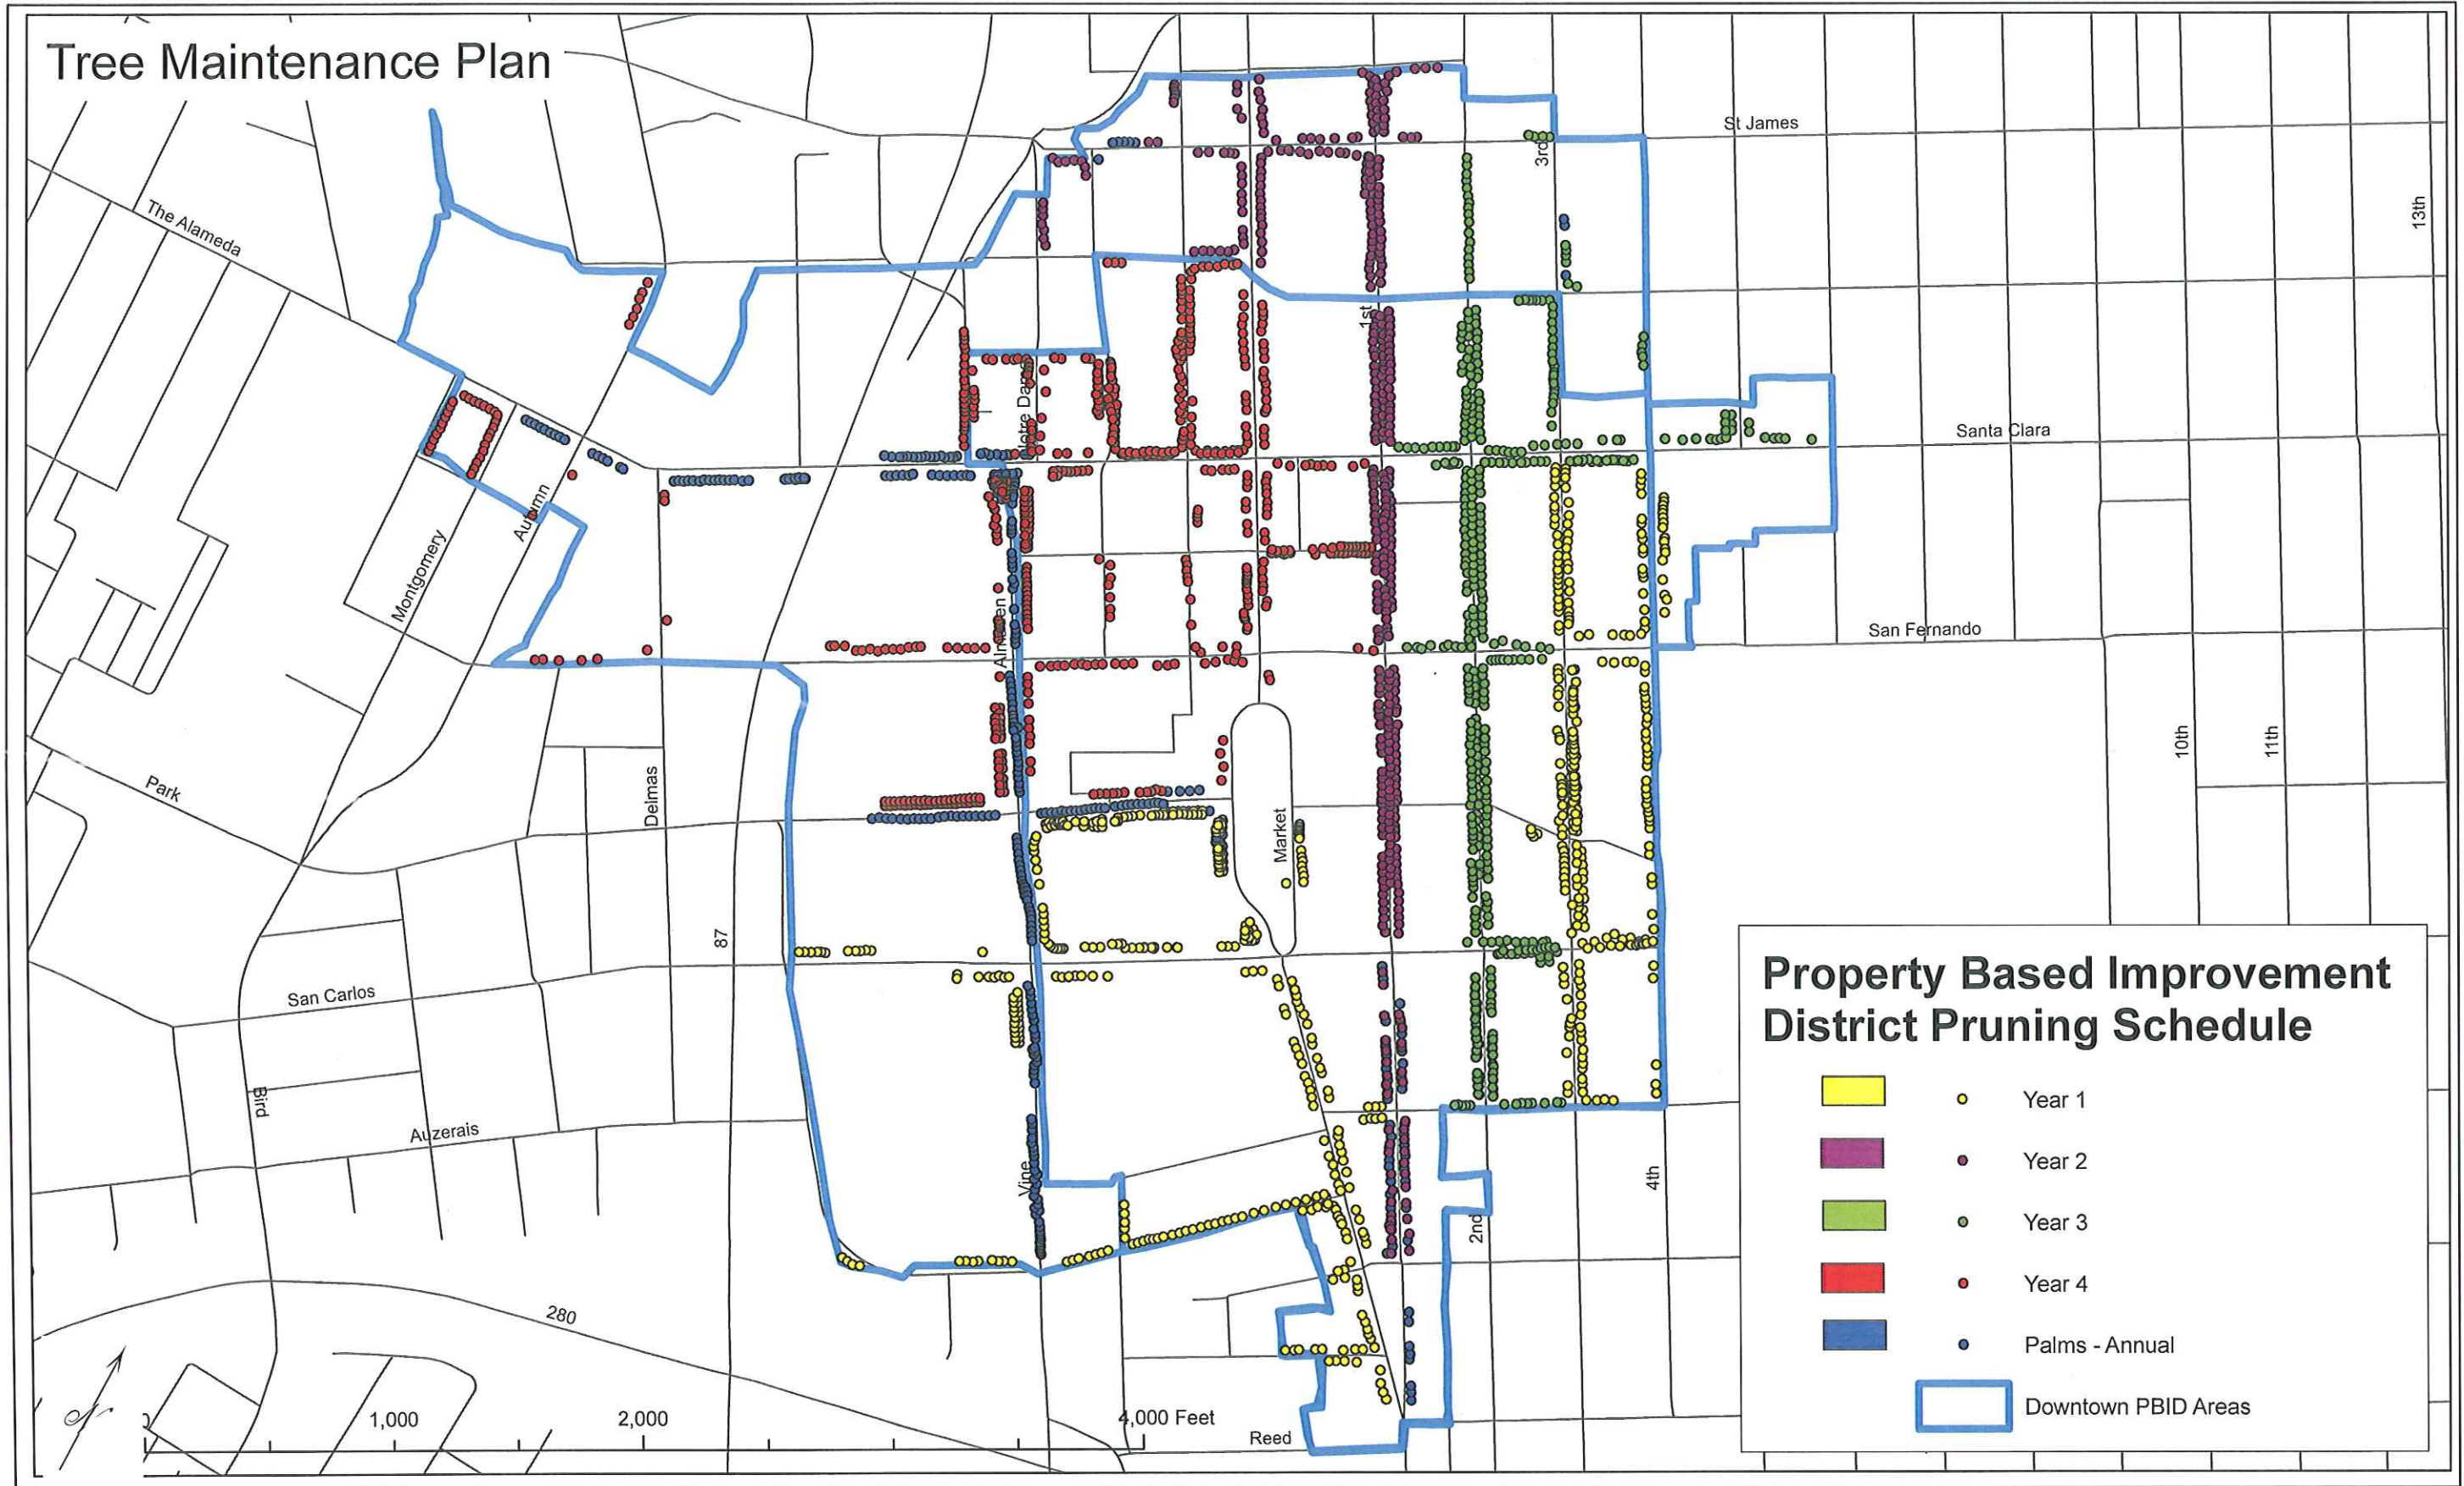 Tree Maintenance Plan
St James
3rd
13th
The Alameda
1st
Notre Dame
Santa Clara
Autumn
Montgomery
Almaden
San Fernando
10th
11th
Park
Delmas
Market
87
San Carlos
Bird
Auzerais
Vine
4th
2nd
280
Reed
0
1,000
2,000
4,000 Feet
Property Based Improvement
District Pruning Schedule
Year 1
Year 2
Year 3
Year 4
Palms - Annual
Downtown PBID Areas